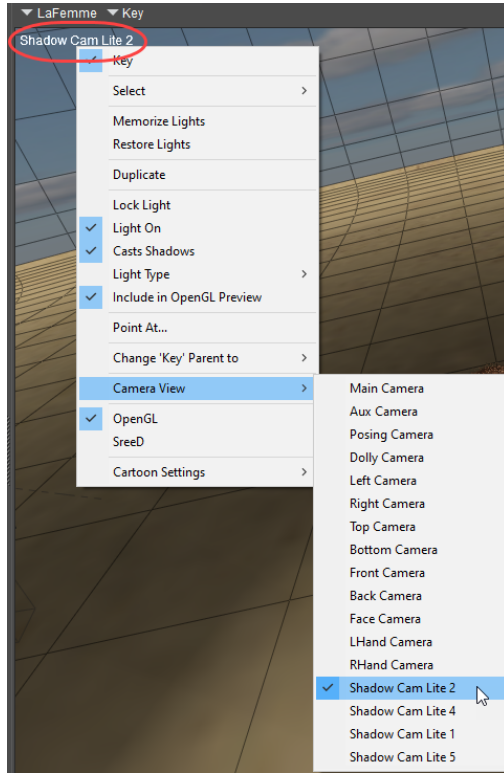 LaFemme Key
Shadow Cam Lite 2
Key
Select
Memorize Lights
Restore Lights
Duplicate
Lock Light
Light On
Casts Shadows
Light Type
Include in OpenGL Preview
Point At...
Change 'Key' Parent to
Camera View
OpenGL
SreeD
Cartoon Settings
Main Camera
Aux Camera
Posing Camera
Dolly Camera
Left Camera
Right Camera
Top Camera
Bottom Camera
Front Camera
Back Camera
Face Camera
LHand Camera
RHand Camera
Shadow Cam Lite 2
Shadow Cam Lite 4
Shadow Cam Lite 1
Shadow Cam Lite 5